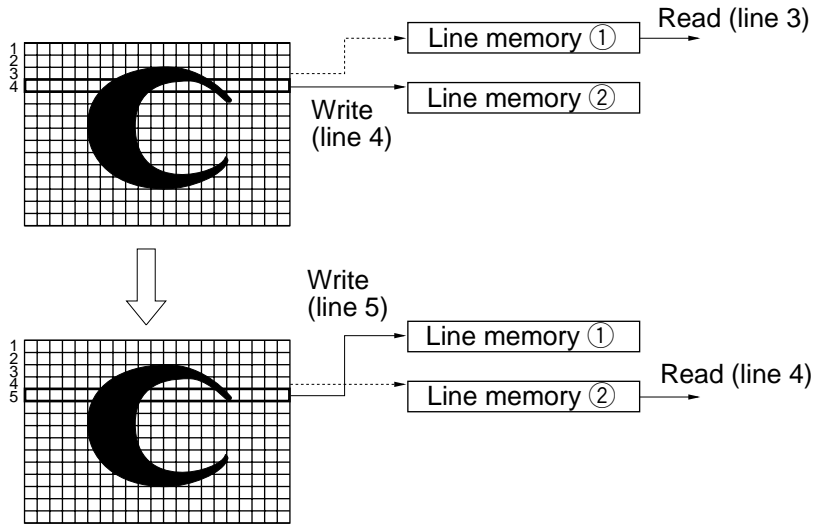 Read (line 3)
Line memory ①
1
2
3
4
Line memory ②
Write
(line 4)
Write
(line 5)
Line memory ①
1
2
3
4
5
Read (line 4)
Line memory ②